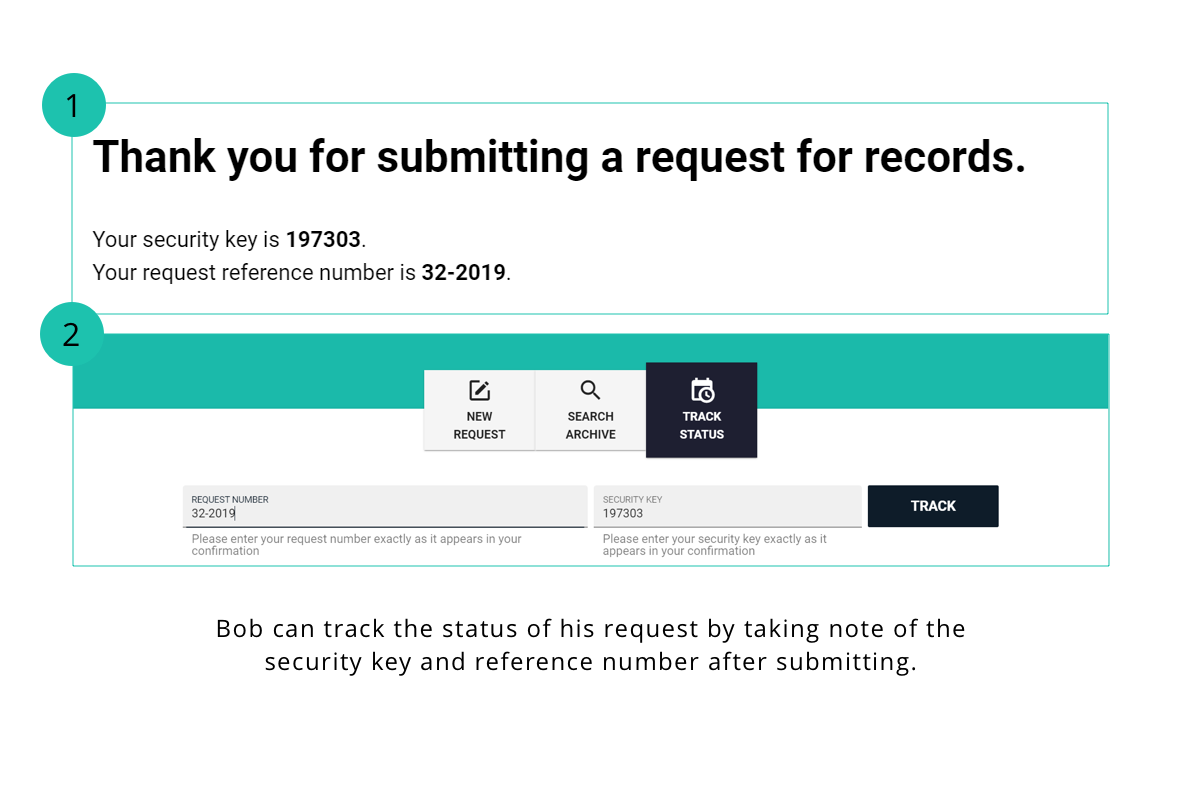 1
Thank you for submitting a request for records.
Your security key is 197303.
Your request reference number is 32-2019.
2
NEW
REQUEST
SEARCH
ARCHIVE
TRACK
STATUS
REQUEST NUMBER
32-2019
Please enter your request number exactly as it appears in your
confirmation
SECURITY KEY
197303
Please enter your security key exactly as it
appears in your confirmation
TRACK
Bob can track the status of his request by taking note of the
security key and reference number after submitting.